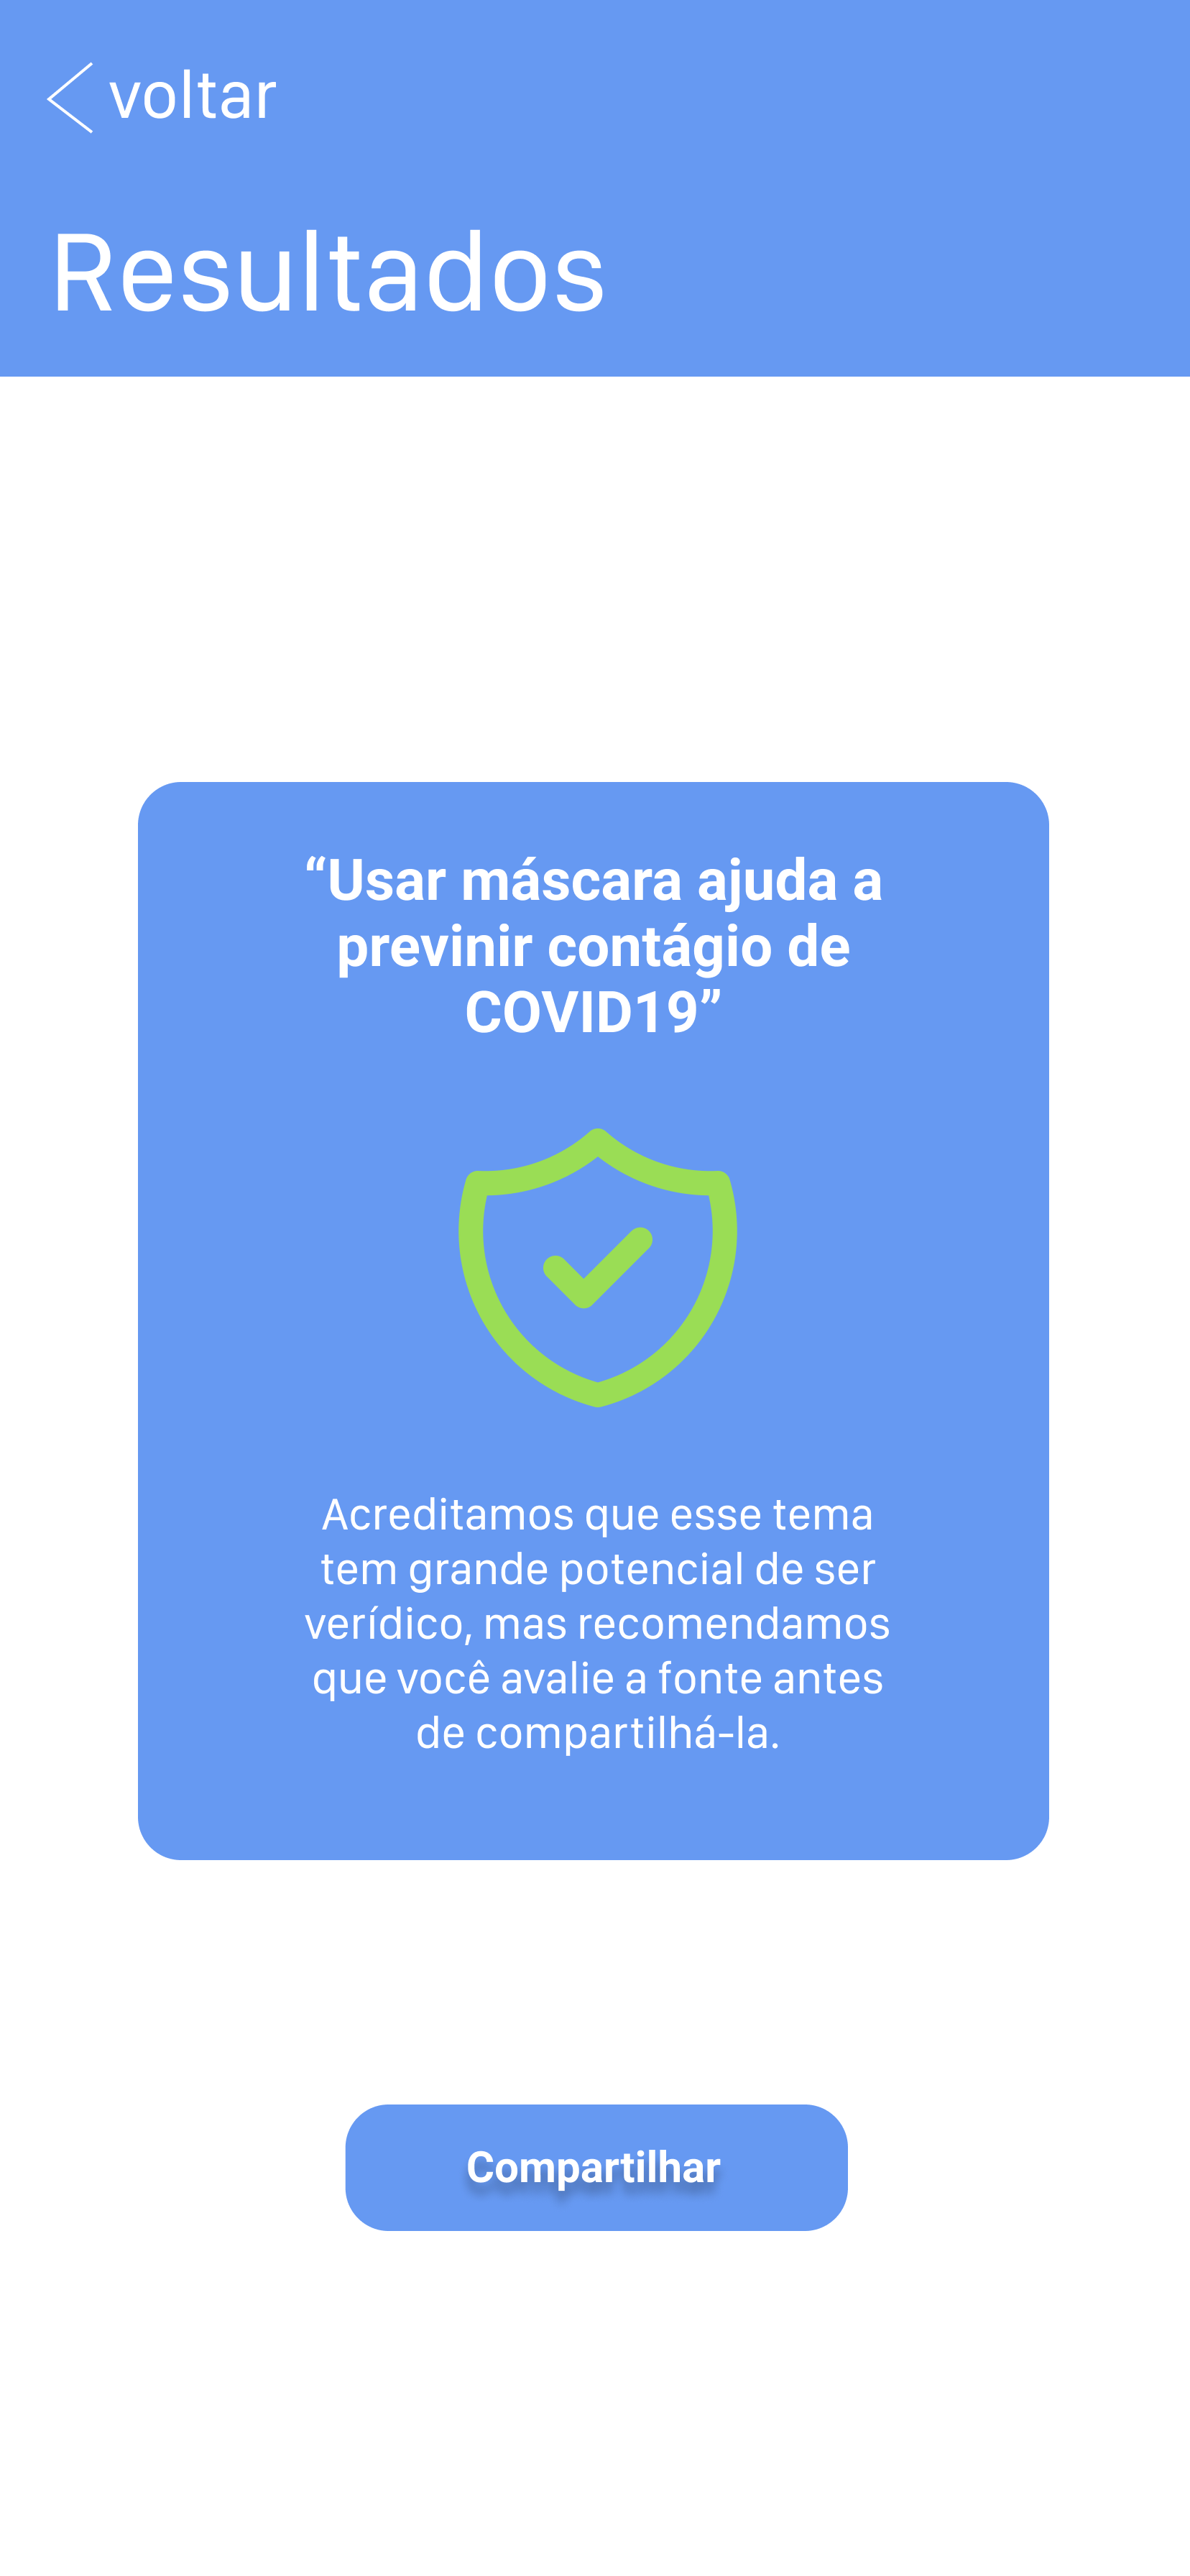 voltar
Resultados
“Usar máscara ajuda a
previnir contágio de
COVID19”
Acreditamos que esse tema
tem grande potencial de ser
verídico, mas recomendamos
que você avalie a fonte antes
de compartilhá-la.
Compartilhar